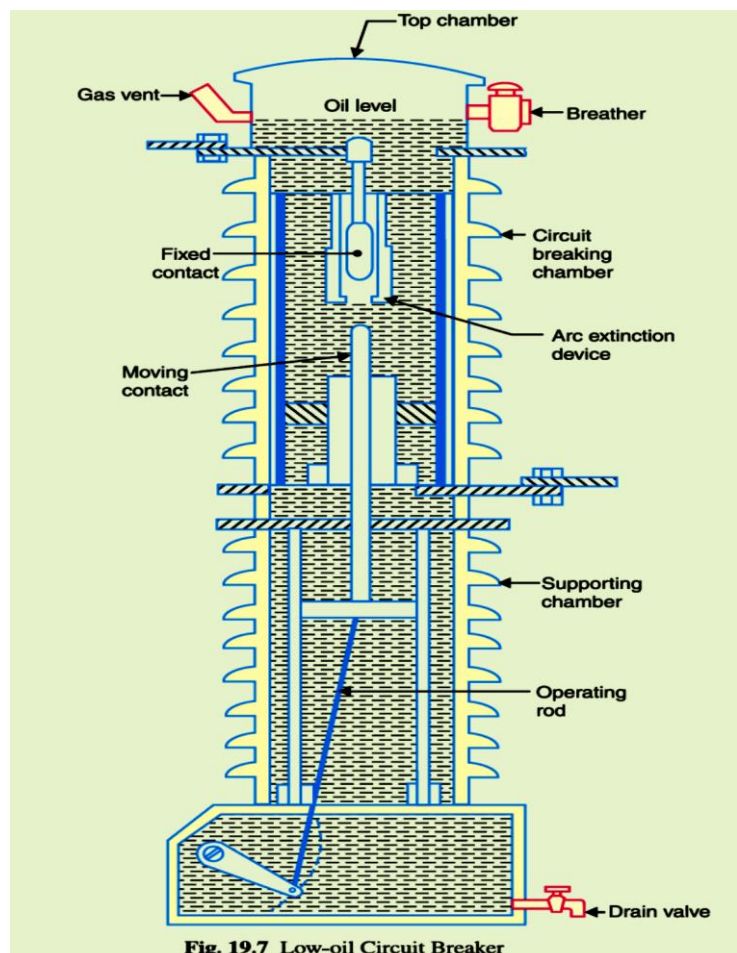 Top chamber
Gas vent
Oil level
Breather
Fixed
contact
Circuit
breaking
chamber
Arc extinction
device
Moving
contact
Supporting
chamber
Operating
rod
Drain valve
Fig. 19.7 Low-oil Circuit Breaker